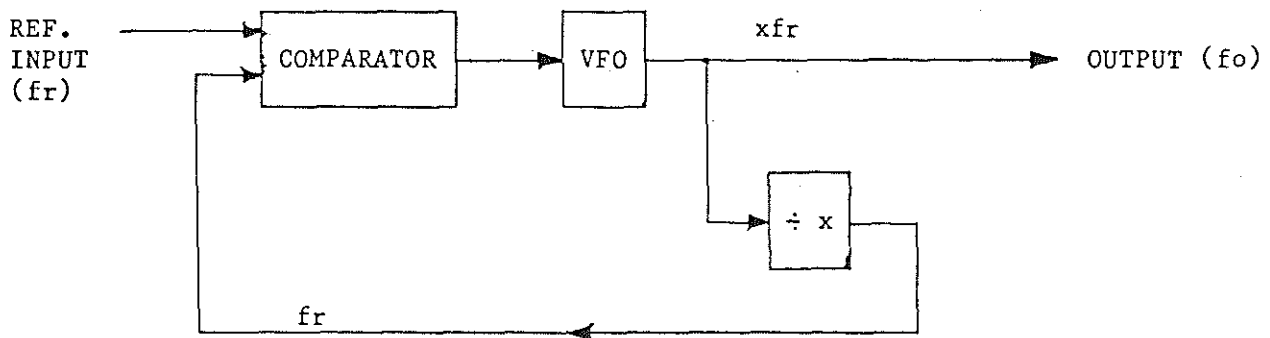 REF.
INPUT
(fr)
COMPARATOR
VFO
xfr
OUTPUT (fo)
÷ x
fr